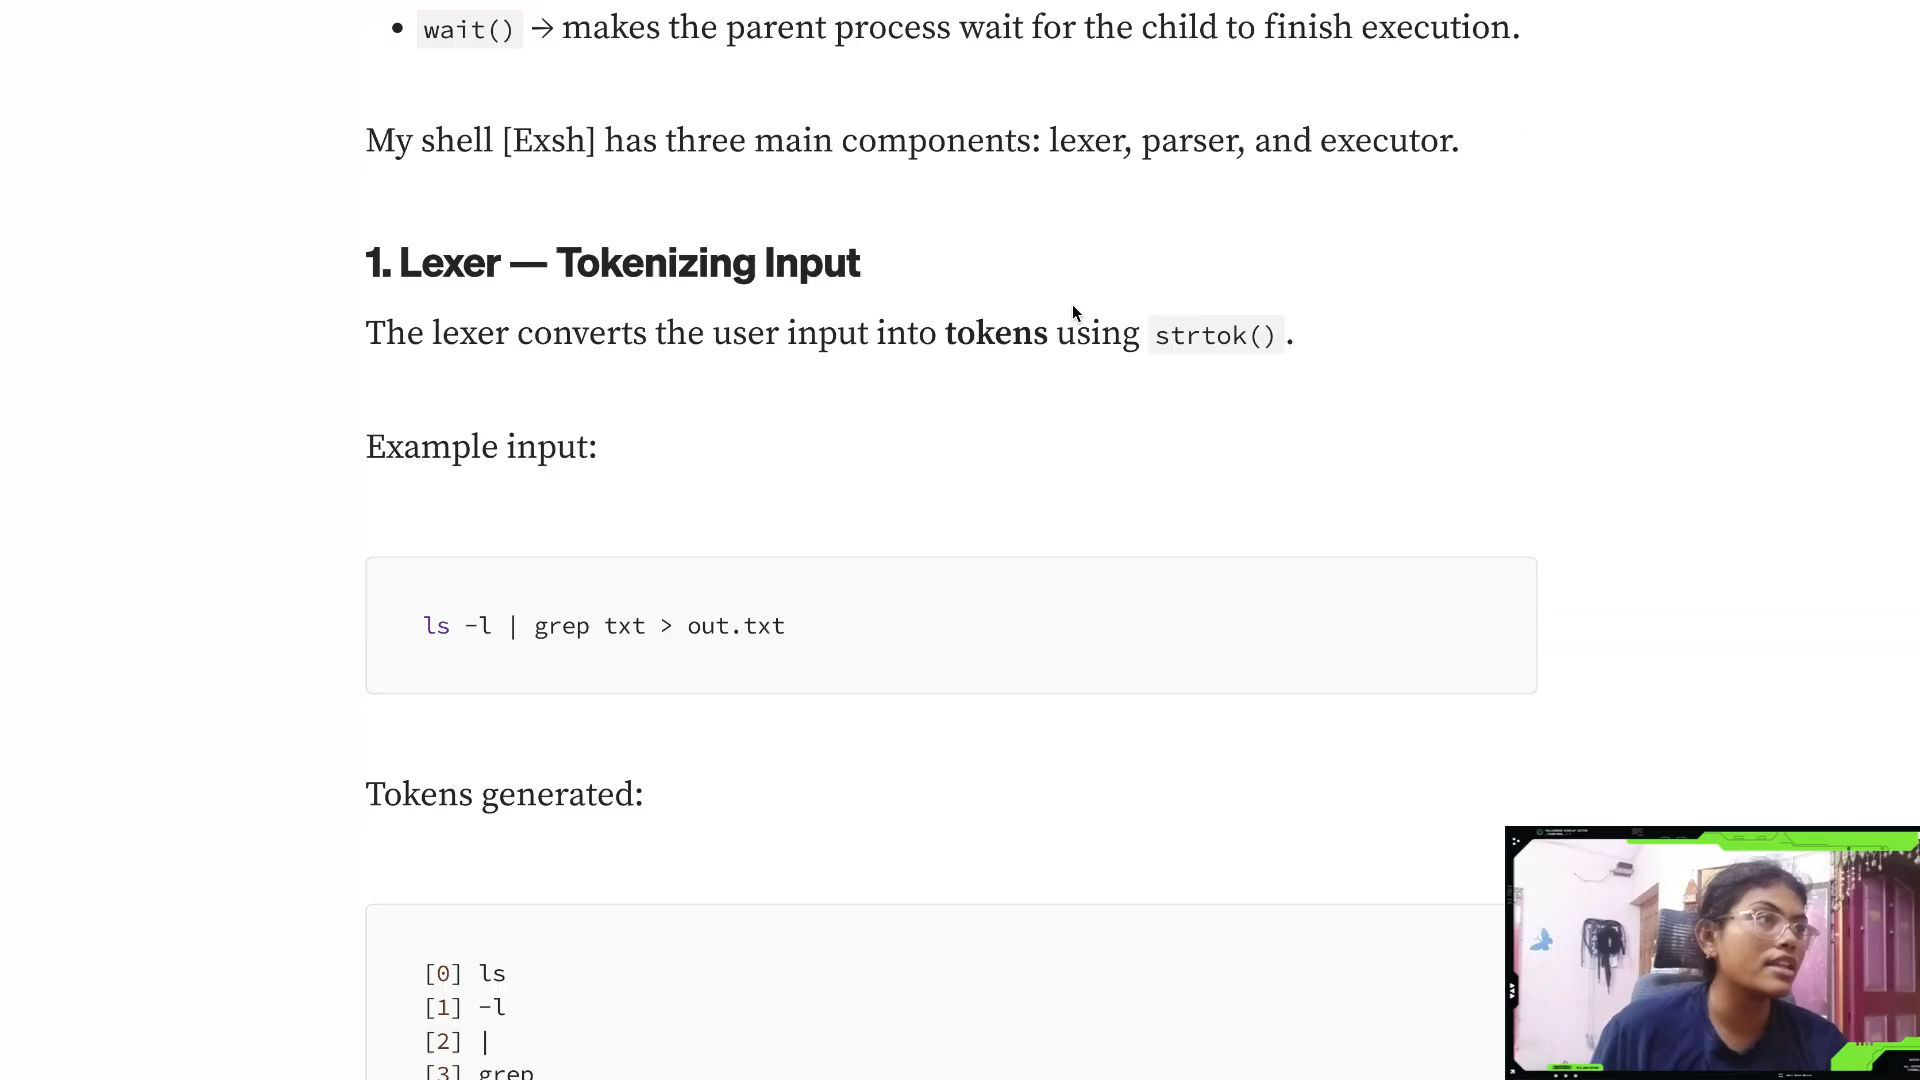 • wait() → makes the parent process wait for the child to finish execution.
My shell [Exsh] has three main components: lexer, parser, and executor.
1. Lexer — Tokenizing Input
The lexer converts the user input into tokens using strtok() .
Example input:
ls -l | grep txt > out.txt
Tokens generated:
[0] ls
[1] -l
[2] |
[3] grep